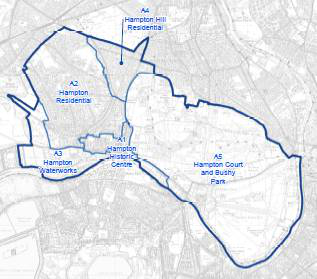 A4
Hampton Hill
Residential
A2
Hampton
Residential
A1
Hampton
Historic
Centre
A3
Hampton
Waterworks
A5
Hampton Court
and Bushy
Park